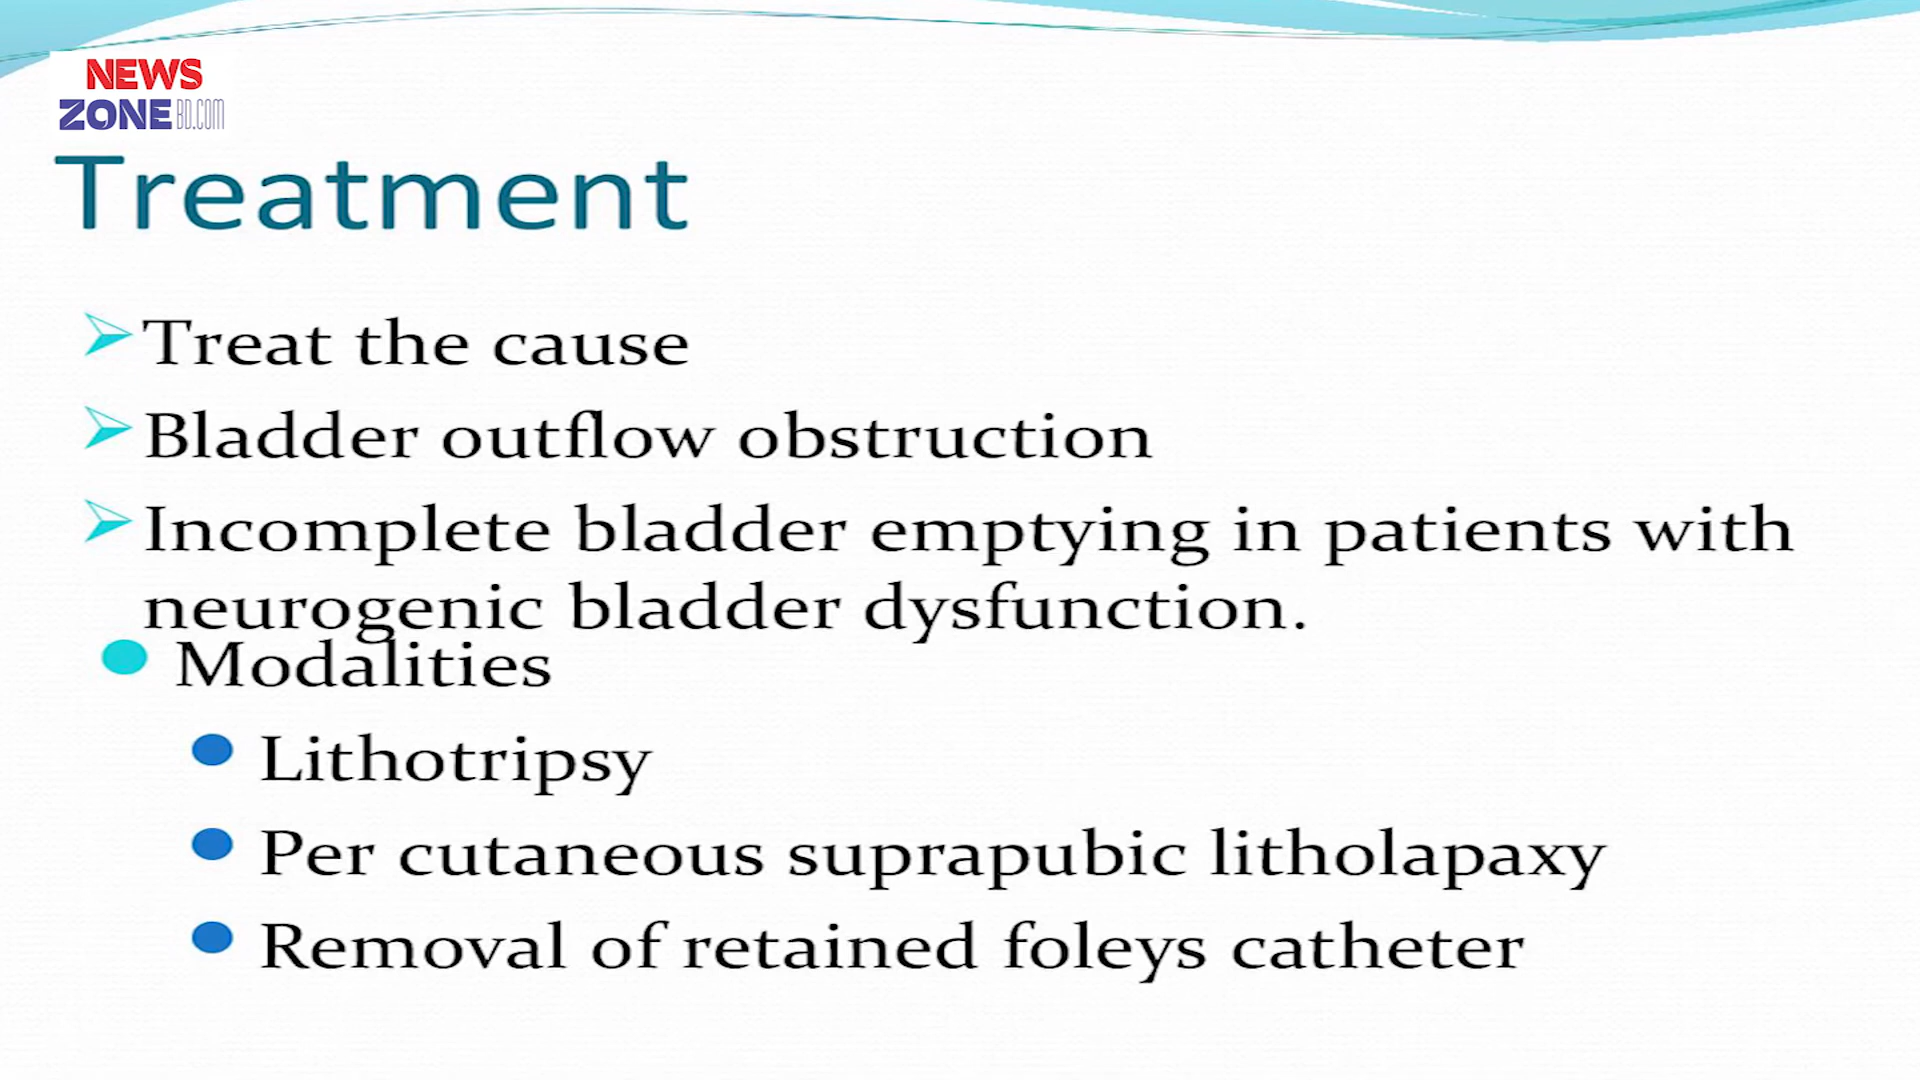 NEWS
ZONE BD.COM
Treatment
Treat the cause
Bladder outflow obstruction
Incomplete bladder emptying in patients with
neurogenic bladder dysfunction.
Modalities
Lithotripsy
Per cutaneous suprapubic litholapaxy
Removal of retained foleys catheter